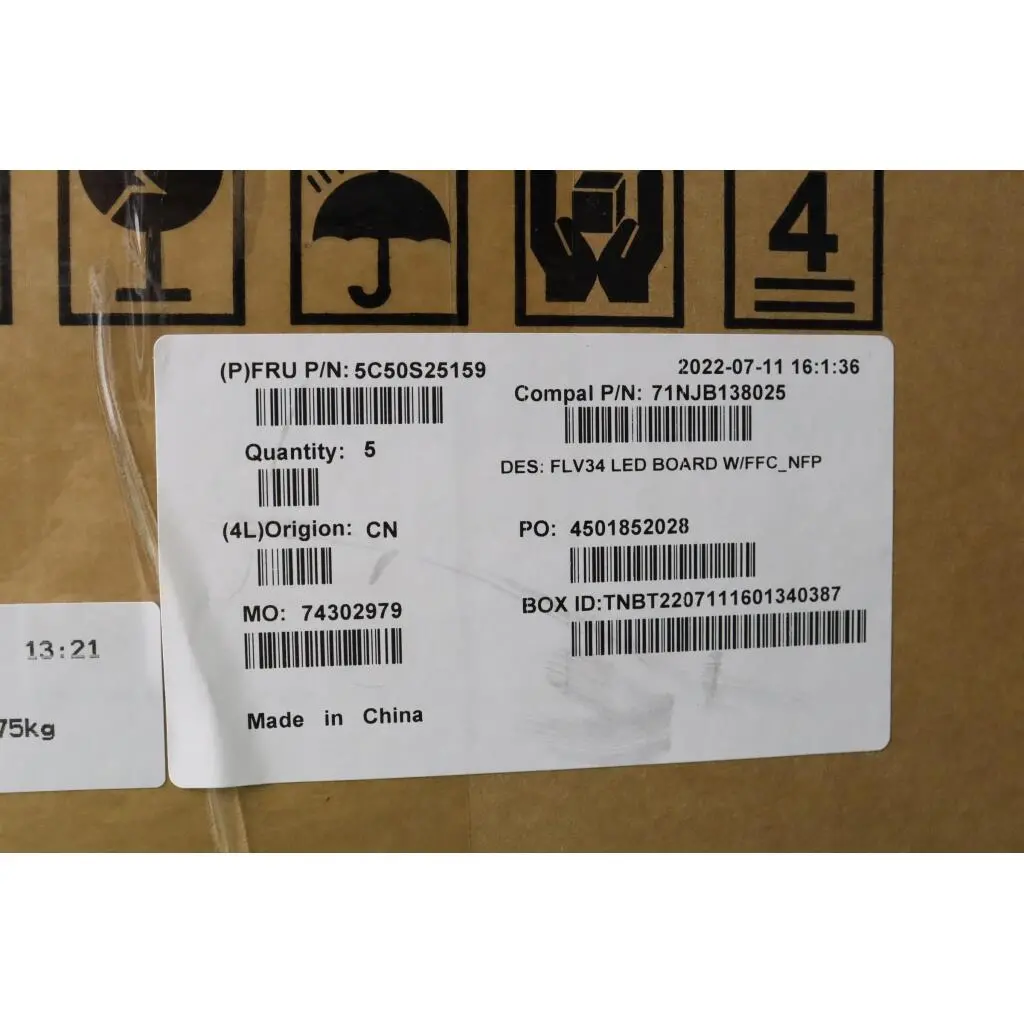 4
(P)FRU P/N: 5C50S25159
2022-07-11 16:1:36
Compal P/N: 71NJB138025
Quantity: 5
DES: FLV34 LED BOARD W/FFC_NFP
(4L)Origion: CN
PO: 4501852028
MO: 74302979
BOX ID:TNBT2207111601340387
Made in China
13:21
75kg